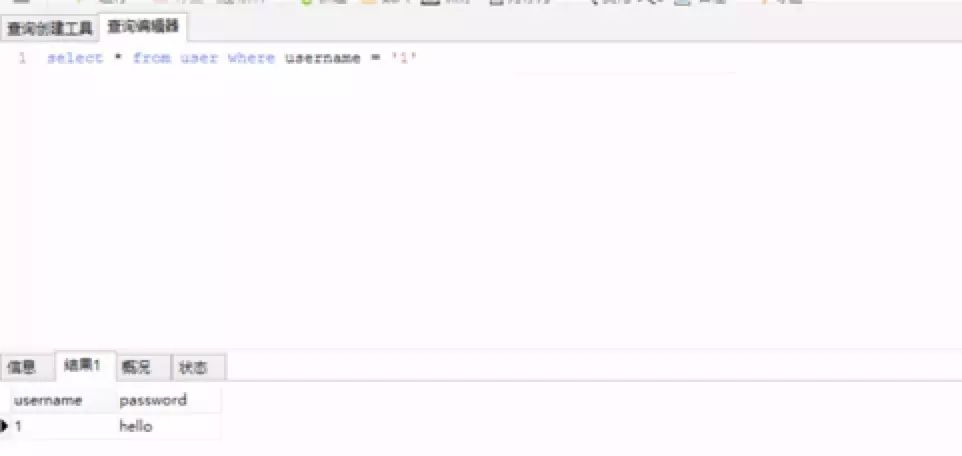 查询创建工具 查询编辑器
1 select * from user where username = '1'
信息 结果1 概况 状态
username password
1 hello